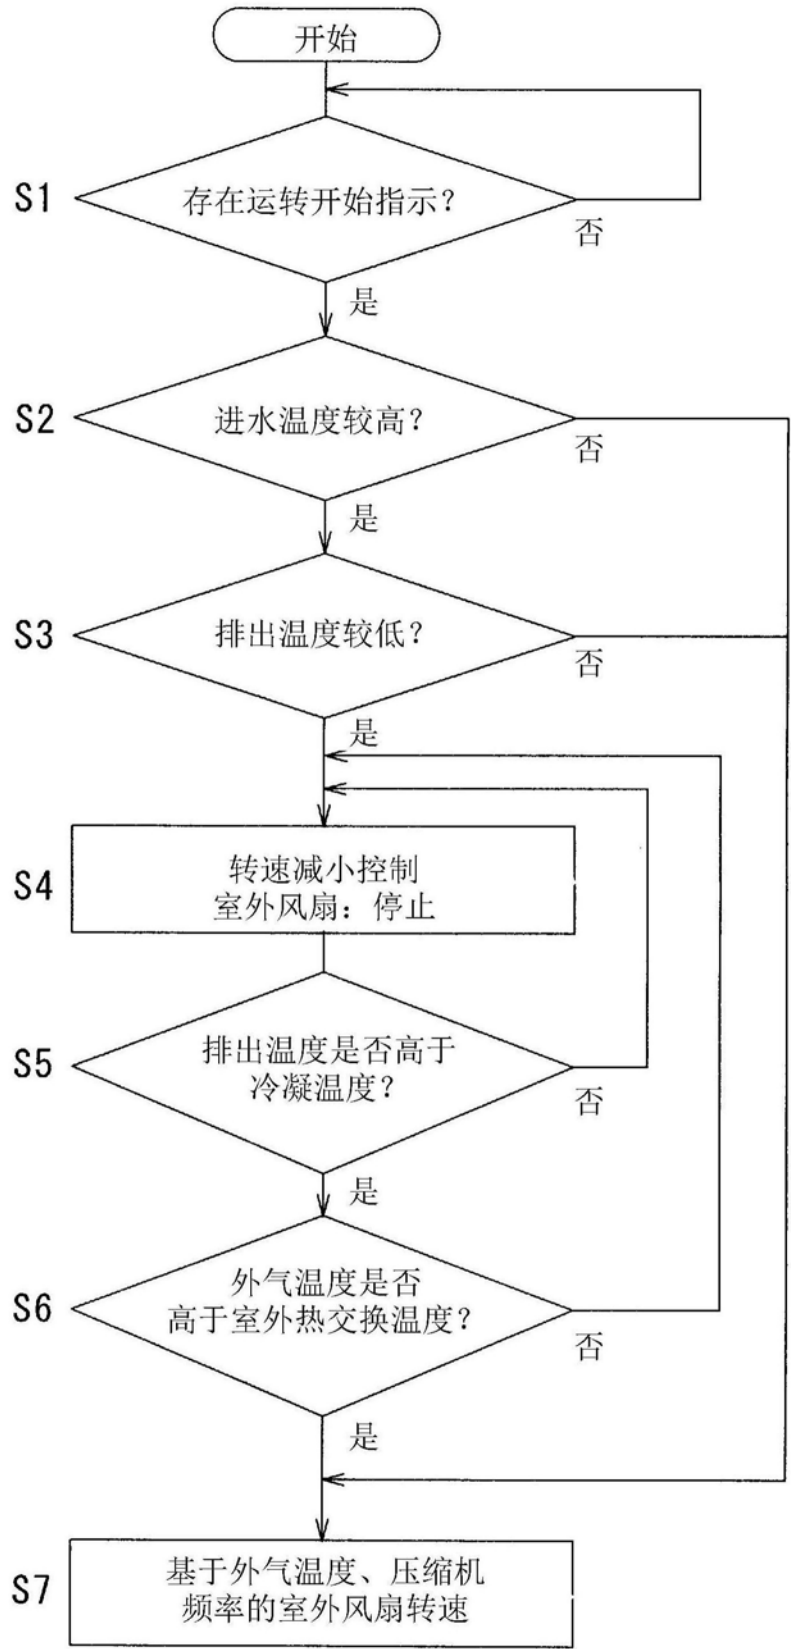 开始
S1
存在运转开始指示？
否
是
S2
进水温度较高？
否
是
S3
排出温度较低？
否
是
S4
转速减小控制
室外风扇：停止
S5
排出温度是否高于
冷凝温度？
否
是
S6
外气温度是否
高于室外热交换温度？
否
是
S7
基于外气温度、压缩机
频率的室外风扇转速